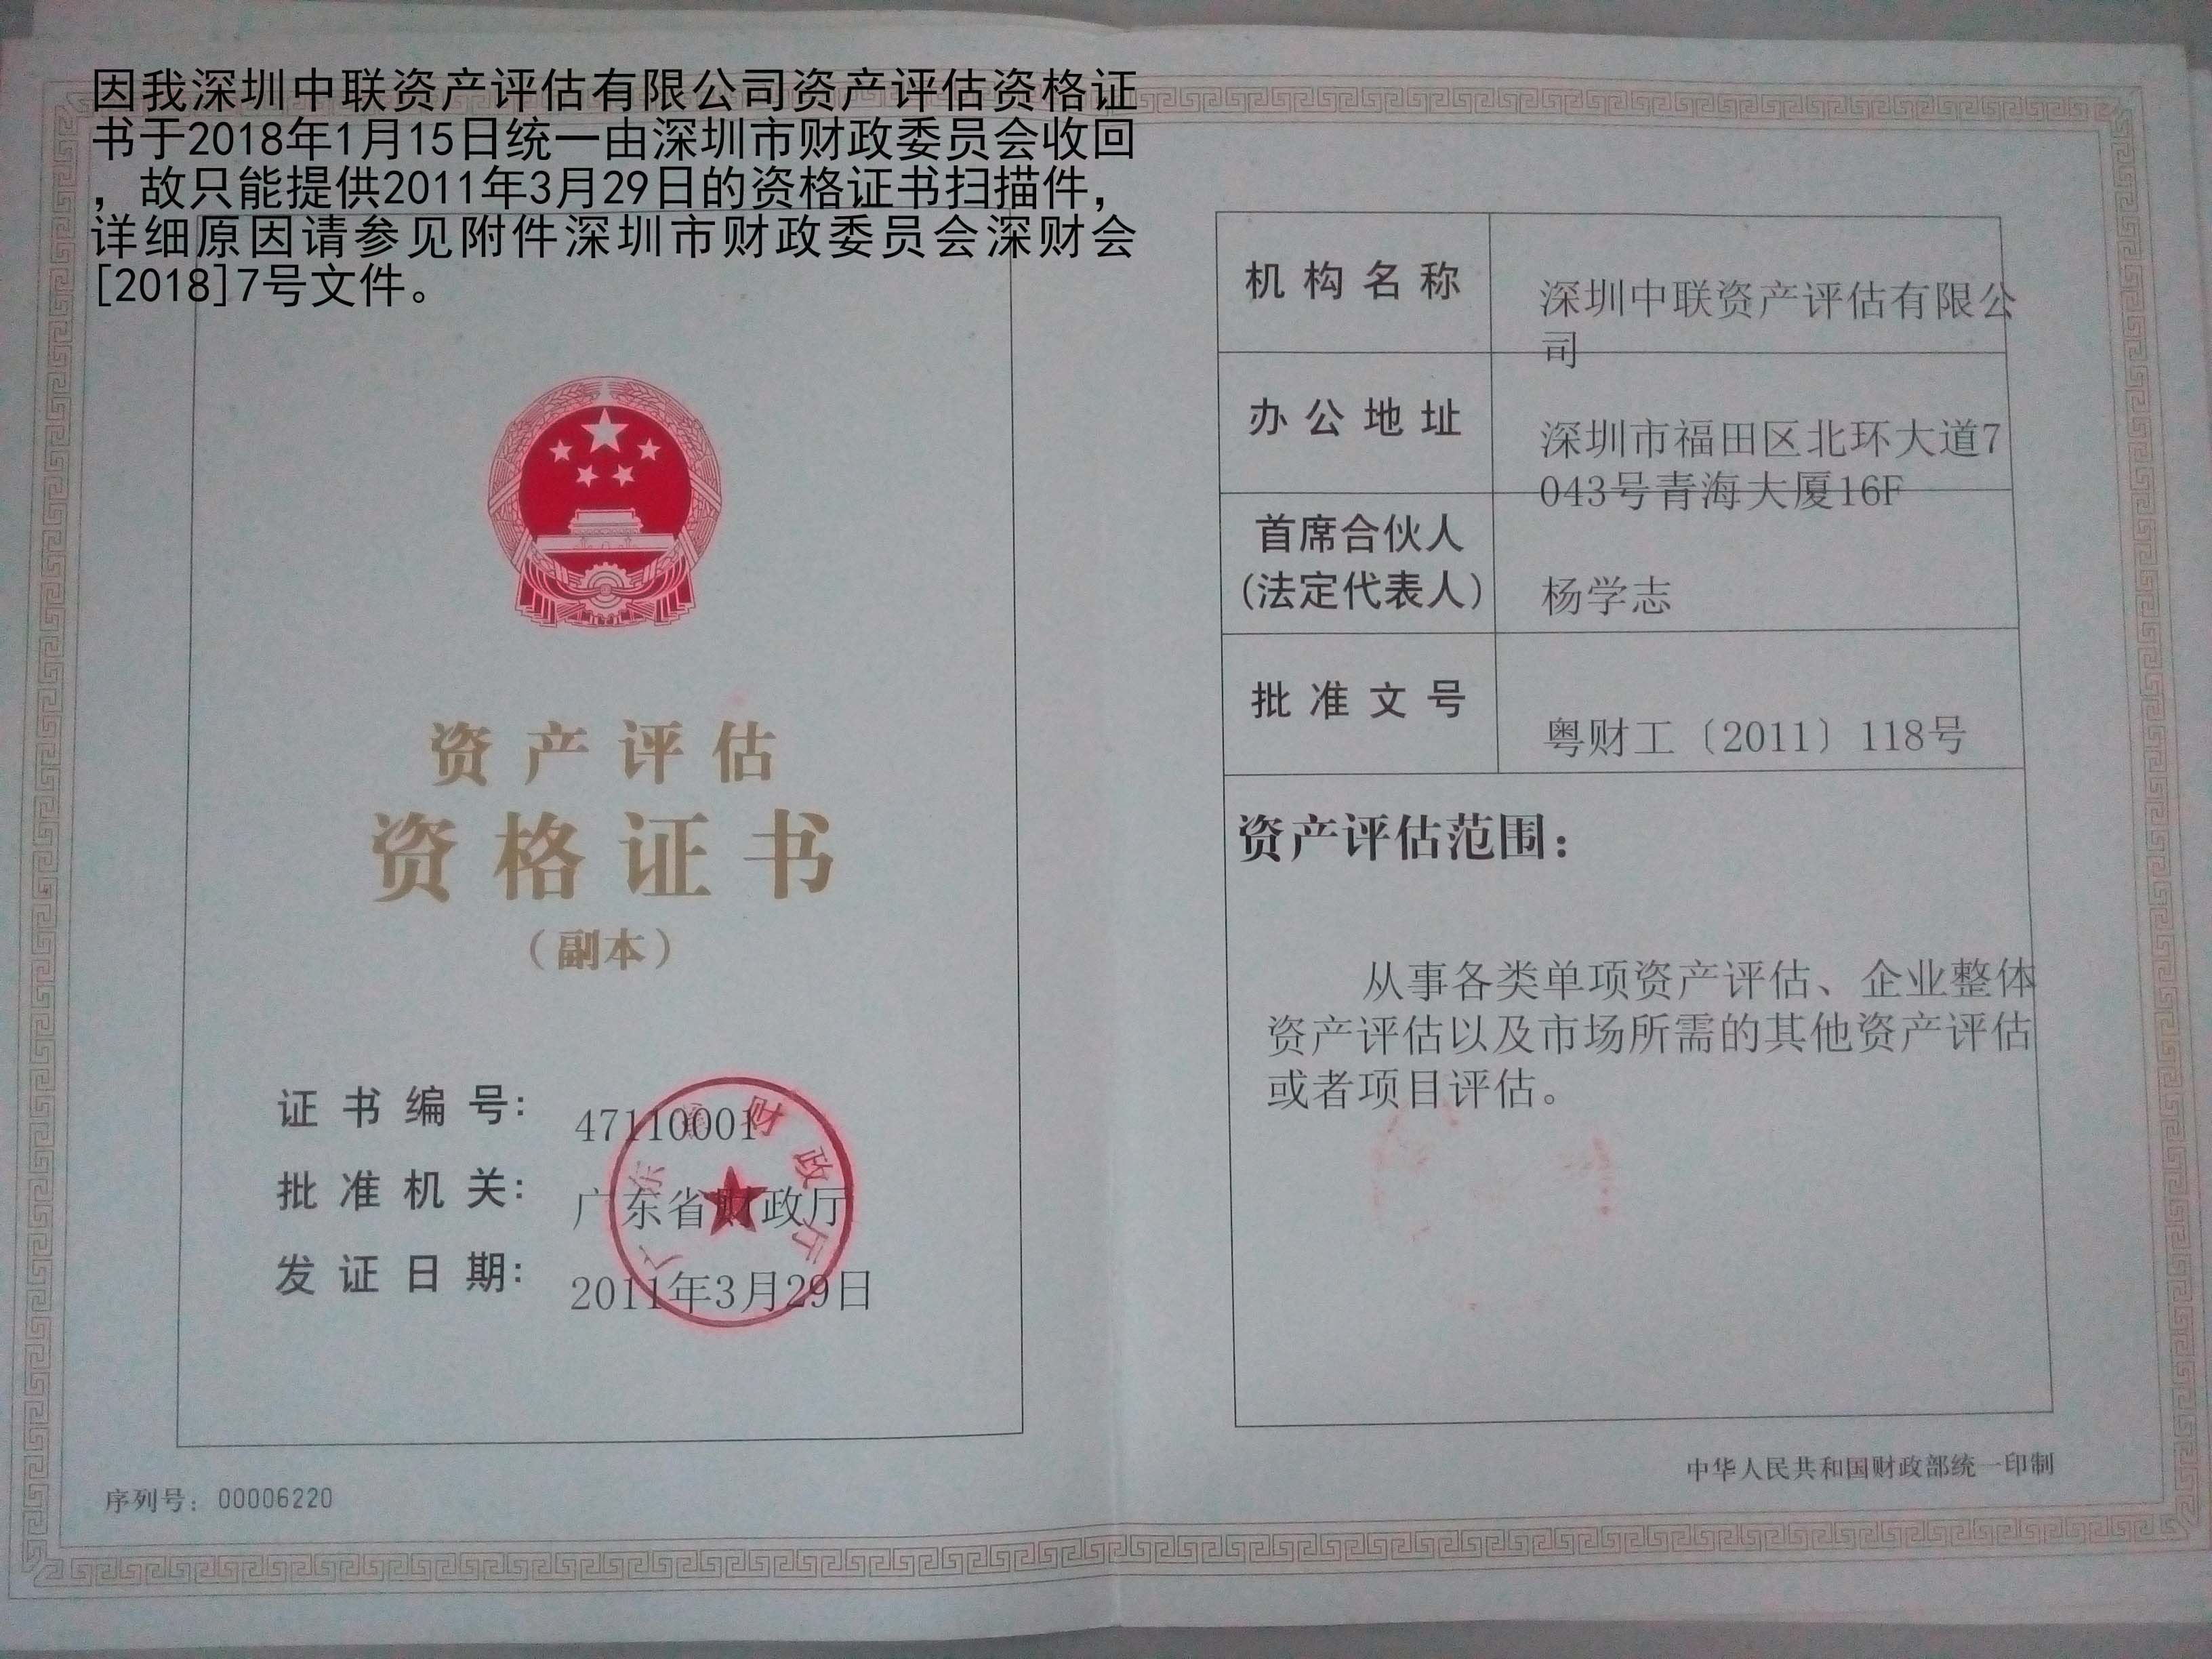 因我深圳中联资产评估有限公司资产评估资格证
书于2018年1月15日统一由深圳市财政委员会收回
，故只能提供2011年3月29日的资格证书扫描件，
详细原因请参见附件深圳市财政委员会深财会
[2018]7号文件。
资产评估
资格证书
（副本）
证书编号：47110001
批准机关：广东省财政厅
发证日期：2011年3月29日
广东省财政厅
序列号：00006220
机构名称
深圳中联资产评估有限公
司
办公地址
深圳市福田区北环大道7
043号青海大厦16F
首席合伙人
(法定代表人)
杨学志
批准文号
粤财工〔2011〕118号
资产评估范围：
从事各类单项资产评估、企业整体
资产评估以及市场所需的其他资产评估
或者项目评估。
中华人民共和国财政部统一印制